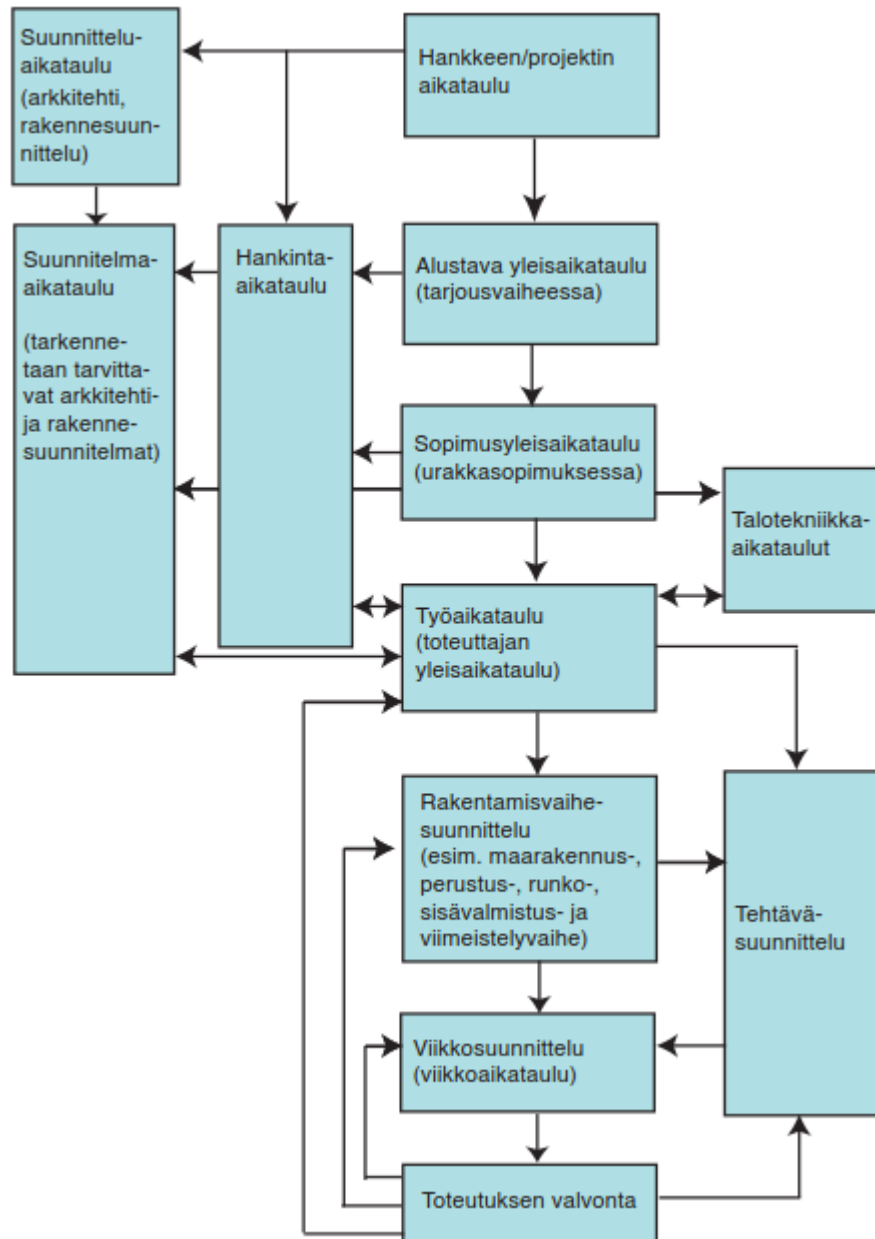 Suunnittelu-
aikataulu
(arkkitehti,
rakennesuun-
nittelu)
Hankkeen/projektin
aikataulu
Suunnitelma-
aikataulu
(tarkenne-
taan tarvitta-
vat arkkitehti-
ja rakenne-
suunnitelmat)
Hankinta-
aikataulu
Alustava yleisaikataulu
(tarjousvaiheessa)
Sopimusyleisaikataulu
(urakkasopimuksessa)
Talotekniikka-
aikataulut
Työaikataulu
(toteuttajan
yleisaikataulu)
Rakentamisvaihe-
suunnittelu
(esim. maarakennus-,
perustus-, runko-,
sisävalmistus- ja
viimeistelyvaihe)
Tehtävä-
suunnittelu
Viikkosuunnittelu
(viikkoaikataulu)
Toteutuksen valvonta